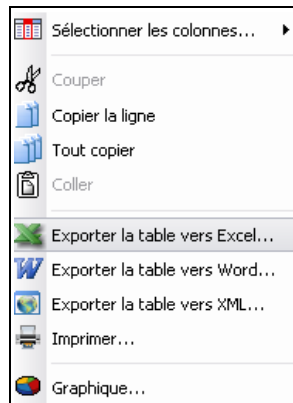 Sélectionner les colonnes...
Couper
Copier la ligne
Tout copier
Coller
Exporter la table vers Excel...
Exporter la table vers Word...
Exporter la table vers XML...
Imprimer...
Graphique...